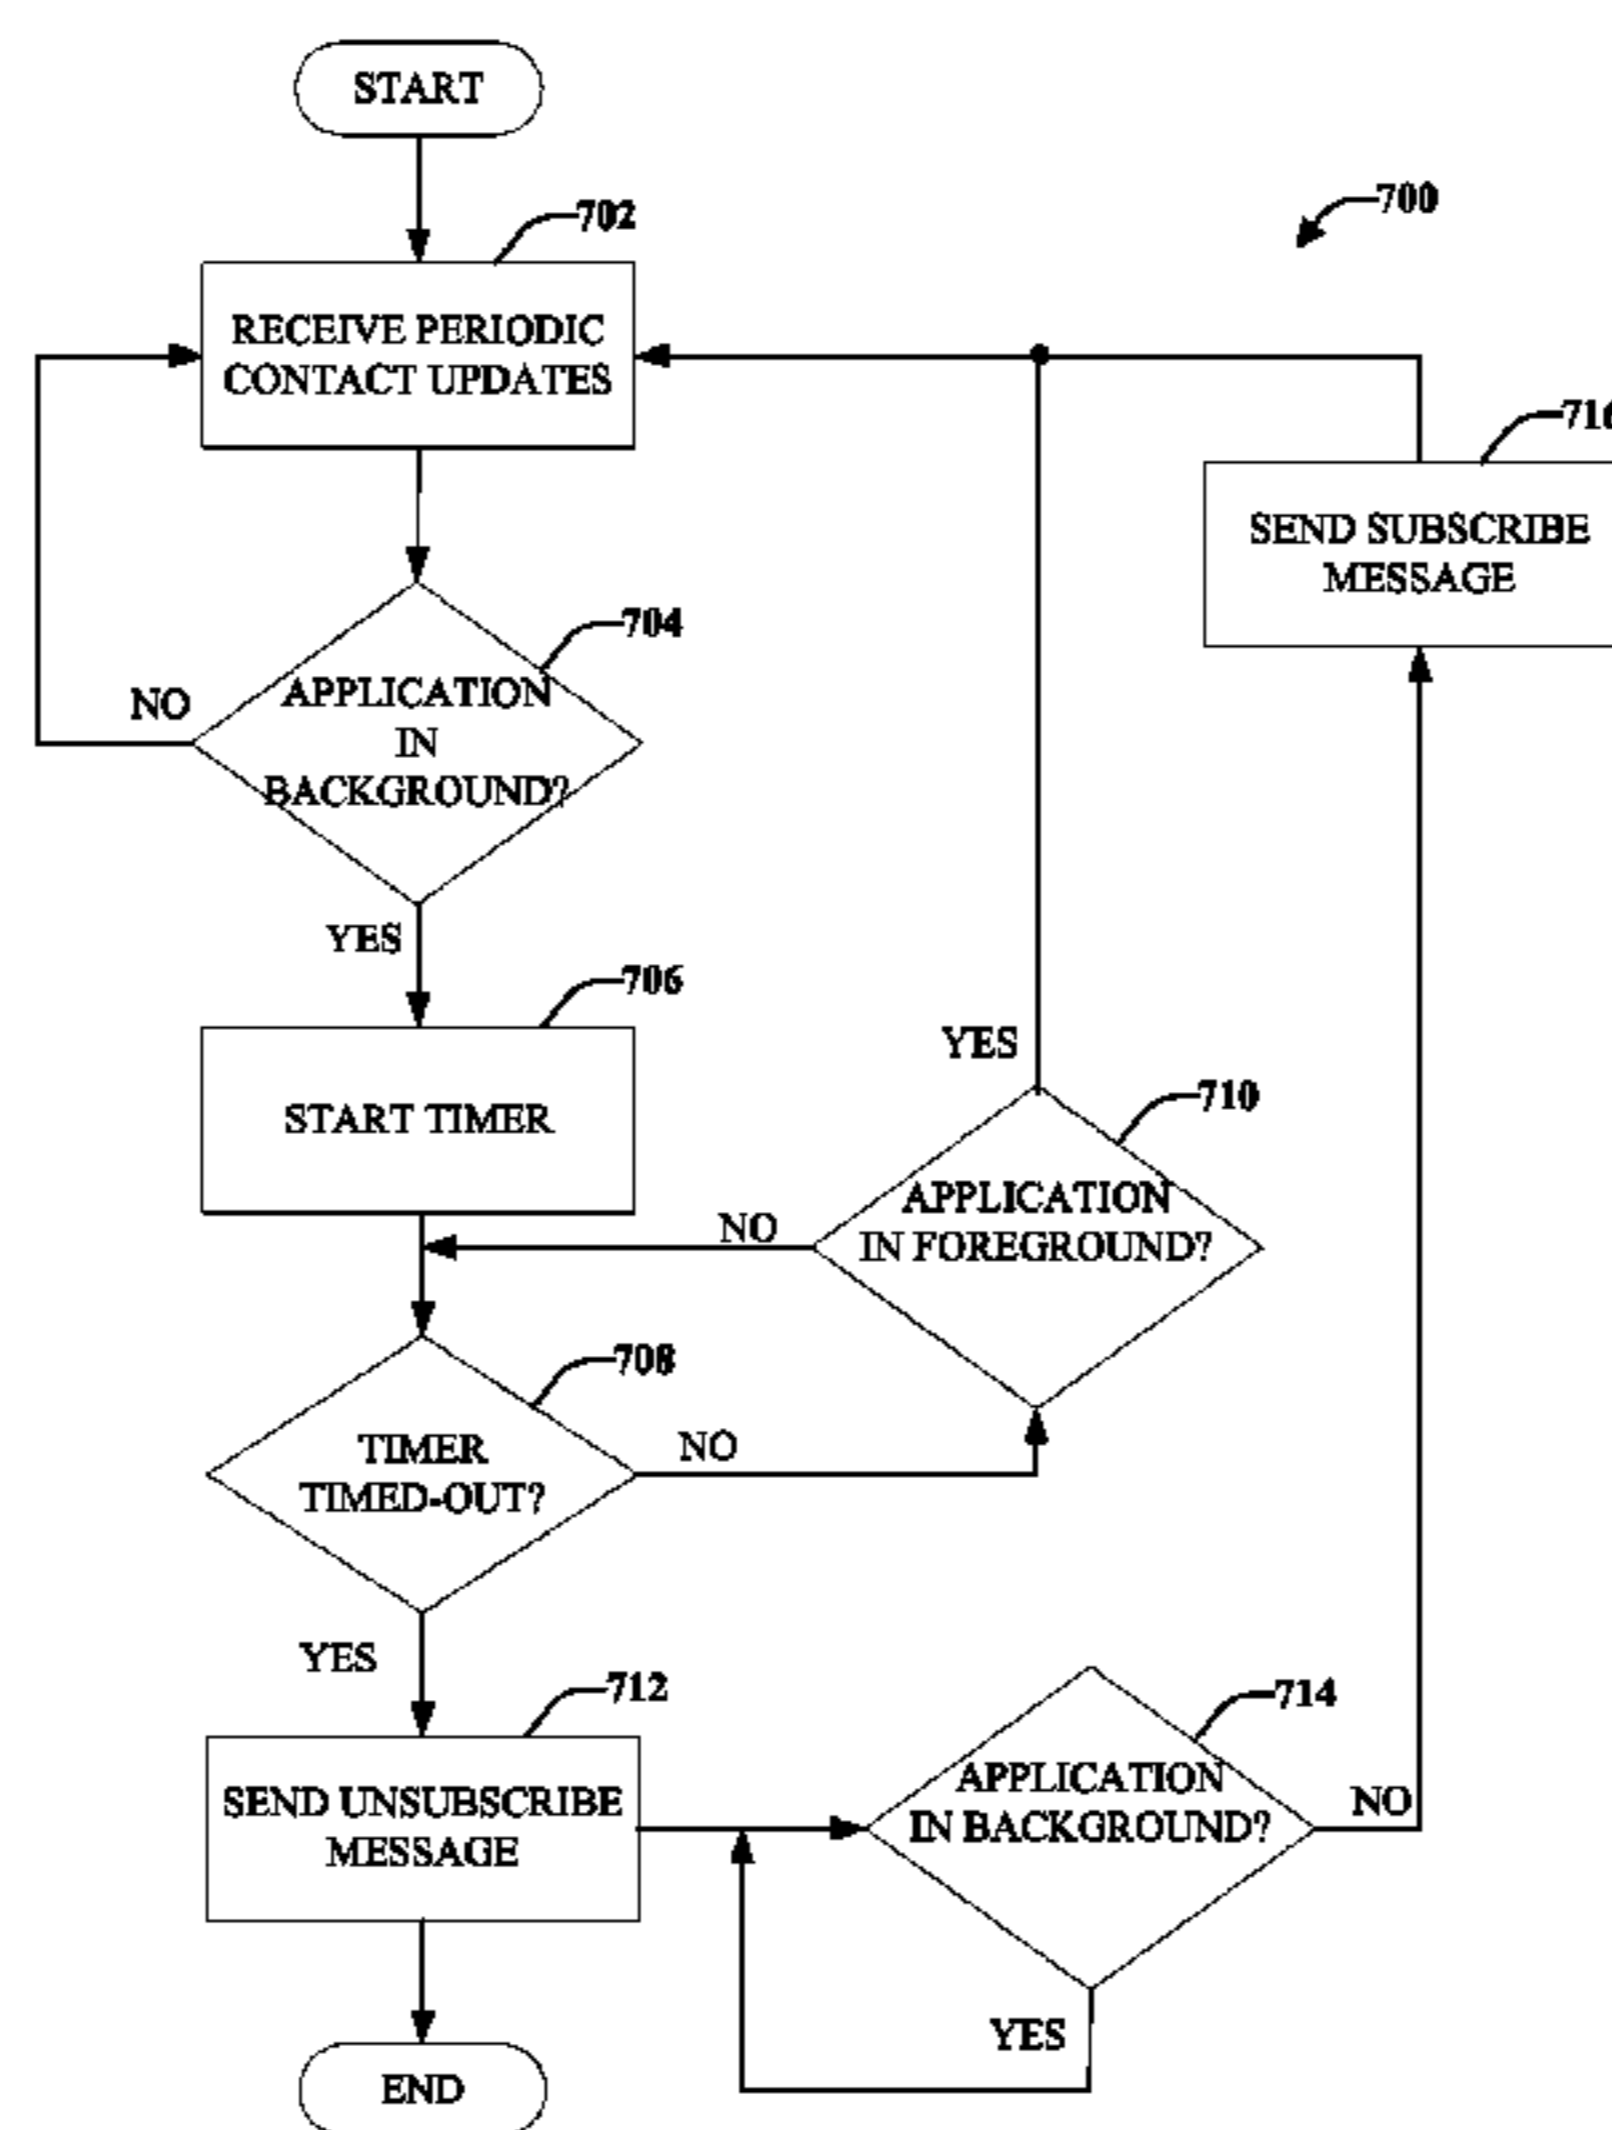 START
702
700
RECEIVE PERIODIC
CONTACT UPDATES
SEND SUBSCRIBE
MESSAGE
704
APPLICATION
IN
BACKGROUND?
NO
YES
706
START TIMER
YES
710
APPLICATION
IN FOREGROUND?
NO
708
TIMER
TIMED-OUT?
NO
YES
712
SEND UNSUBSCRIBE
MESSAGE
714
APPLICATION
IN BACKGROUND?
NO
YES
END